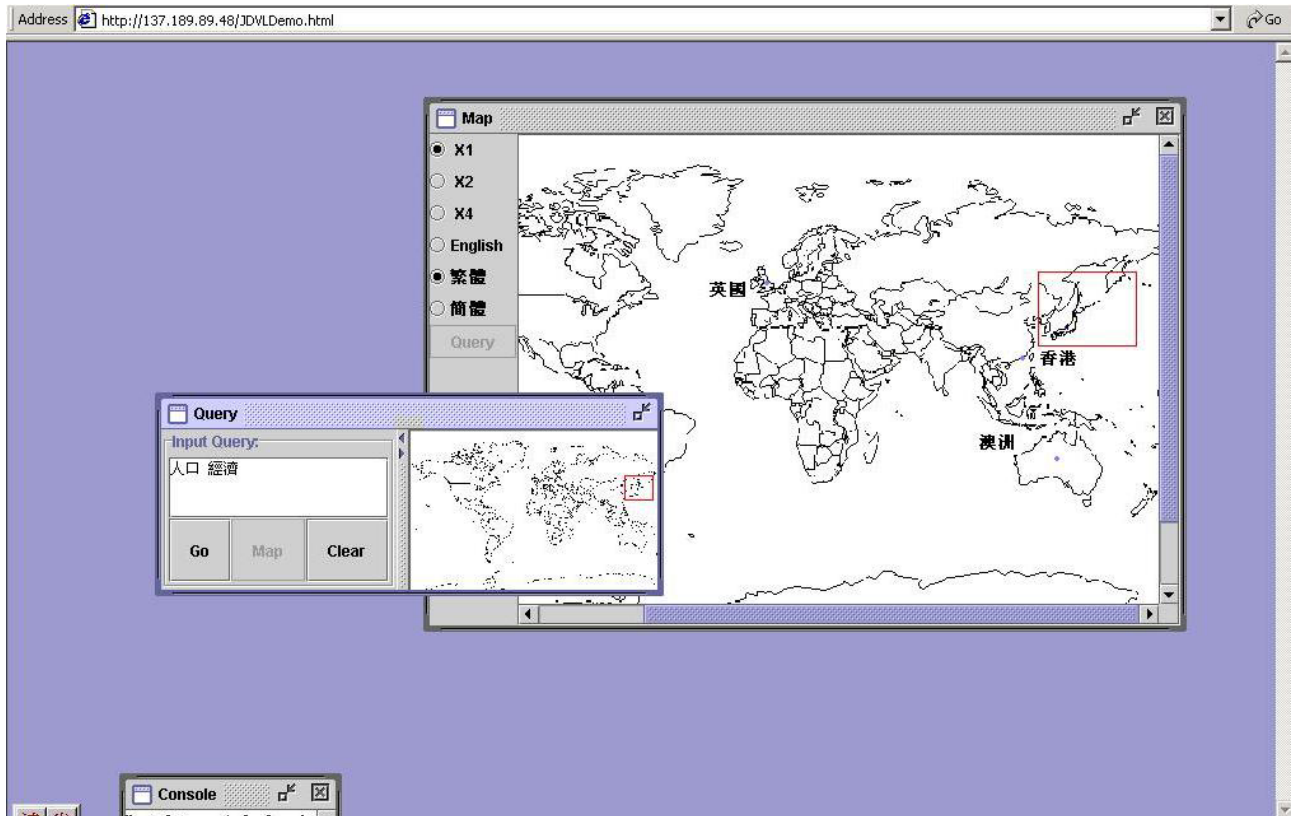 Address http://137.189.89.48/JDVLDemo.html Go
Map
X1
X2
X4
English
繁體
簡體
Query
英國
香港
澳洲
Query
Input Query:
人口 經濟
Go Map Clear
Console